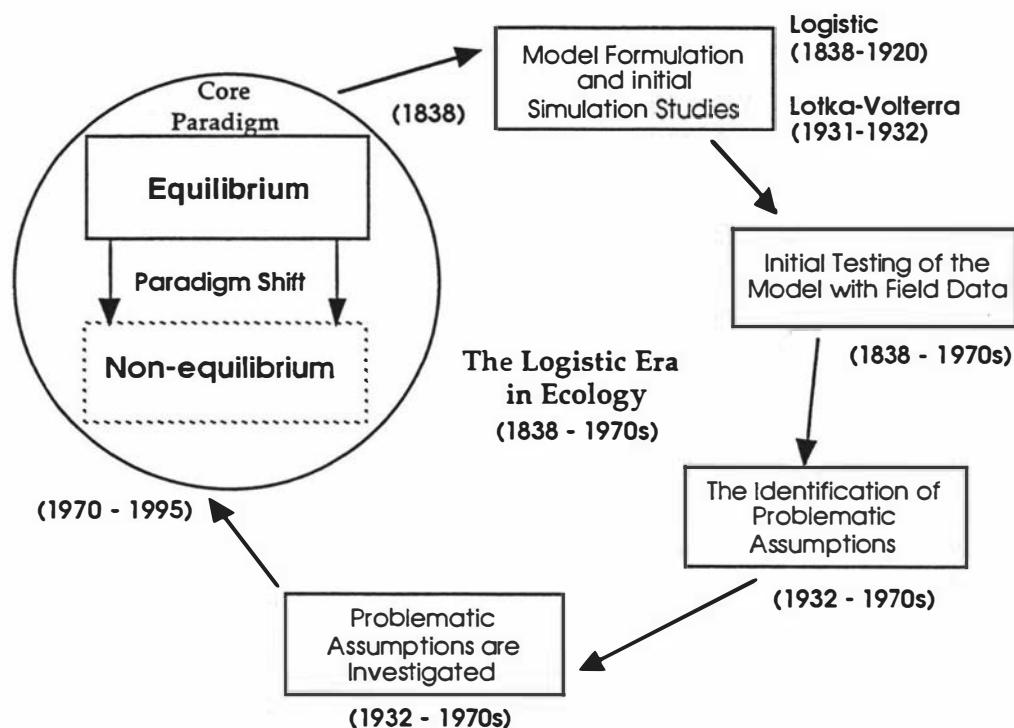 Core
Paradigm
Equilibrium
Paradigm Shift
Non-equilibrium
(1838)
Model Formulation
and initial
Simulation Studies
Logistic
(1838-1920)
Lotka-Volterra
(1931-1932)
Initial Testing of the
Model with Field Data
(1838 - 1970s)
The Logistic Era
in Ecology
(1838 - 1970s)
The Identification of
Problematic
Assumptions
(1932 - 1970s)
Problematic
Assumptions are
Investigated
(1932 - 1970s)
(1970 - 1995)